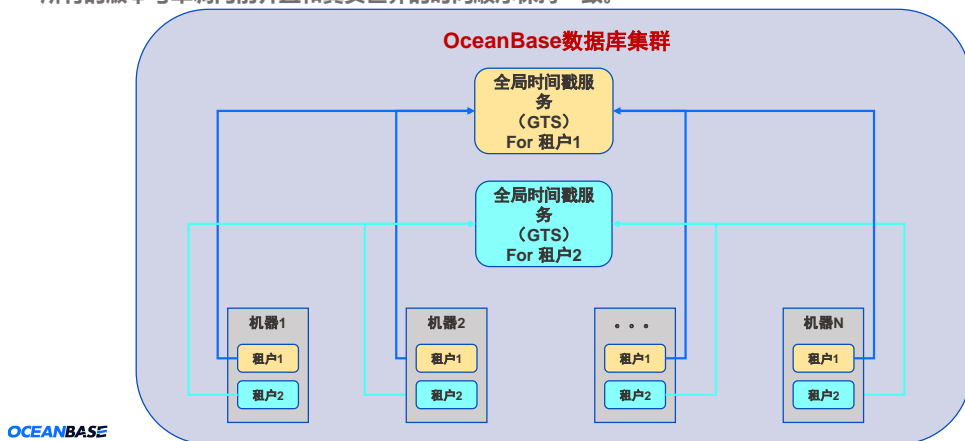 OceanBase数据库集群
全局时间戳服
务
（GTS）
For 租户1
全局时间戳服
务
（GTS）
For 租户2
机器1
机器2
。。。
机器N
租户1
租户1
租户1
租户1
租户2
租户2
租户2
租户2
OCEANBASE